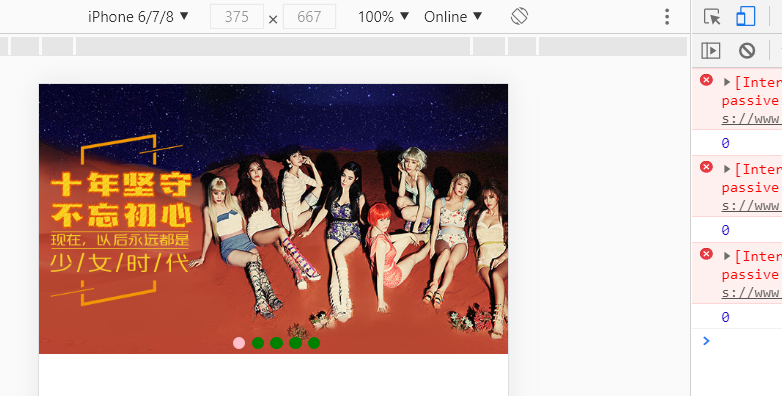 iPhone 6/7/8 ▼ 375 × 667 100% ▼ Online ▼
十年坚守
不忘初心
现在，以后永远都是
少/女/时/代
[Inter
passive
s://www
0
[Inter
passive
s://www
0
[Inter
passive
s://www
0